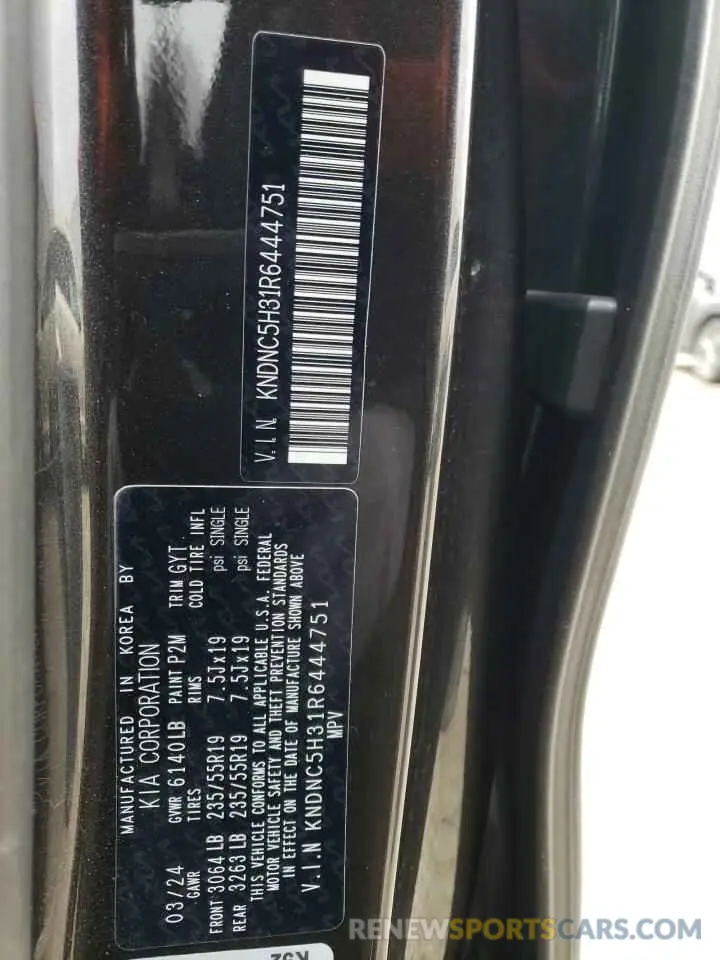 V.I.N. KNDNC5H31R6444751
MANUFACTURED IN KOREA BY
KIA CORPORATION
03/24 GVWR 6140LB PAINT P2M TRIM GYT
GAWR TIRES RIMS COLD TIRE INFL
FRONT 3064LB 235/55R19 7.5Jx19 psi SINGLE
REAR 3263LB 235/55R19 7.5Jx19 psi SINGLE
THIS VEHICLE CONFORMS TO ALL APPLICABLE U.S.A. FEDERAL
MOTOR VEHICLE SAFETY AND THEFT PREVENTION STANDARDS
IN EFFECT ON THE DATE OF MANUFACTURE SHOWN ABOVE
V.I.N KNDNC5H31R6444751
MPV
RENEWSPORTSCARS.COM